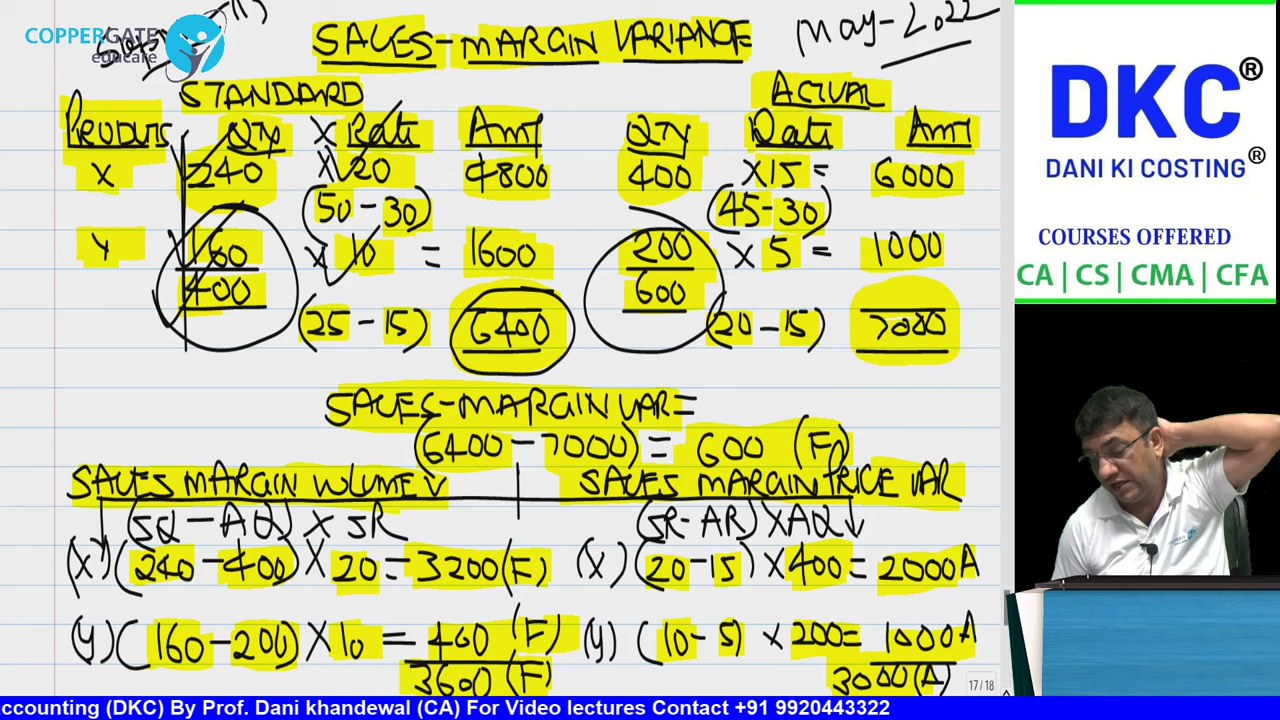 COPPERGATE
educate
SALES-MARGIN VARIANCE
May-2022
STANDARD
ACTUAL
PRODUTS QTY X Rate AMT QTY Rate AMT
X 240 X 20 4800 400 X15 = 6000
(50-30) (45-30)
Y 160 X 10 = 1600 200 X 5 = 1000
400 600
(25-15) 6400 (20-15) 7000
SALES-MARGIN VAR=
(6400-7000) = 600 (F)
SALES MARGIN VOLUME V SALES MARGIN PRICE VAR
(SQ-AQ) X SR (SR-AR) X AQ
(X) (240-400) X 20 = 3200 (F) (X) (20-15) X 400 = 2000A
(Y) (160-200) X 10 = 400 (F) (Y) (10-5) X 200 = 1000A
3600 (F) 3000 (A)
17/18
DKC®
DANI KI COSTING®
COURSES OFFERED
CA | CS | CMA | CFA
ccounting (DKC) By Prof. Dani khandewal (CA) For Video lectures Contact +91 9920443322